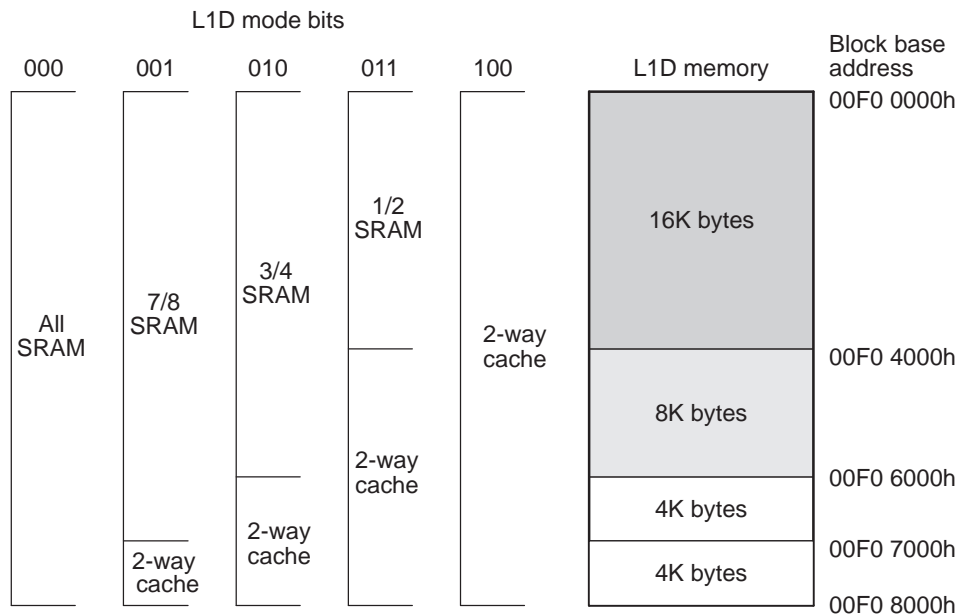 L1D mode bits
000 001 010 011 100 L1D memory Block base
address
00F0 0000h
1/2
SRAM
16K bytes
3/4
SRAM
7/8
SRAM
All
SRAM
2-way
cache
00F0 4000h
8K bytes
2-way
cache
00F0 6000h
4K bytes
2-way
cache
00F0 7000h
2-way
cache
4K bytes
00F0 8000h